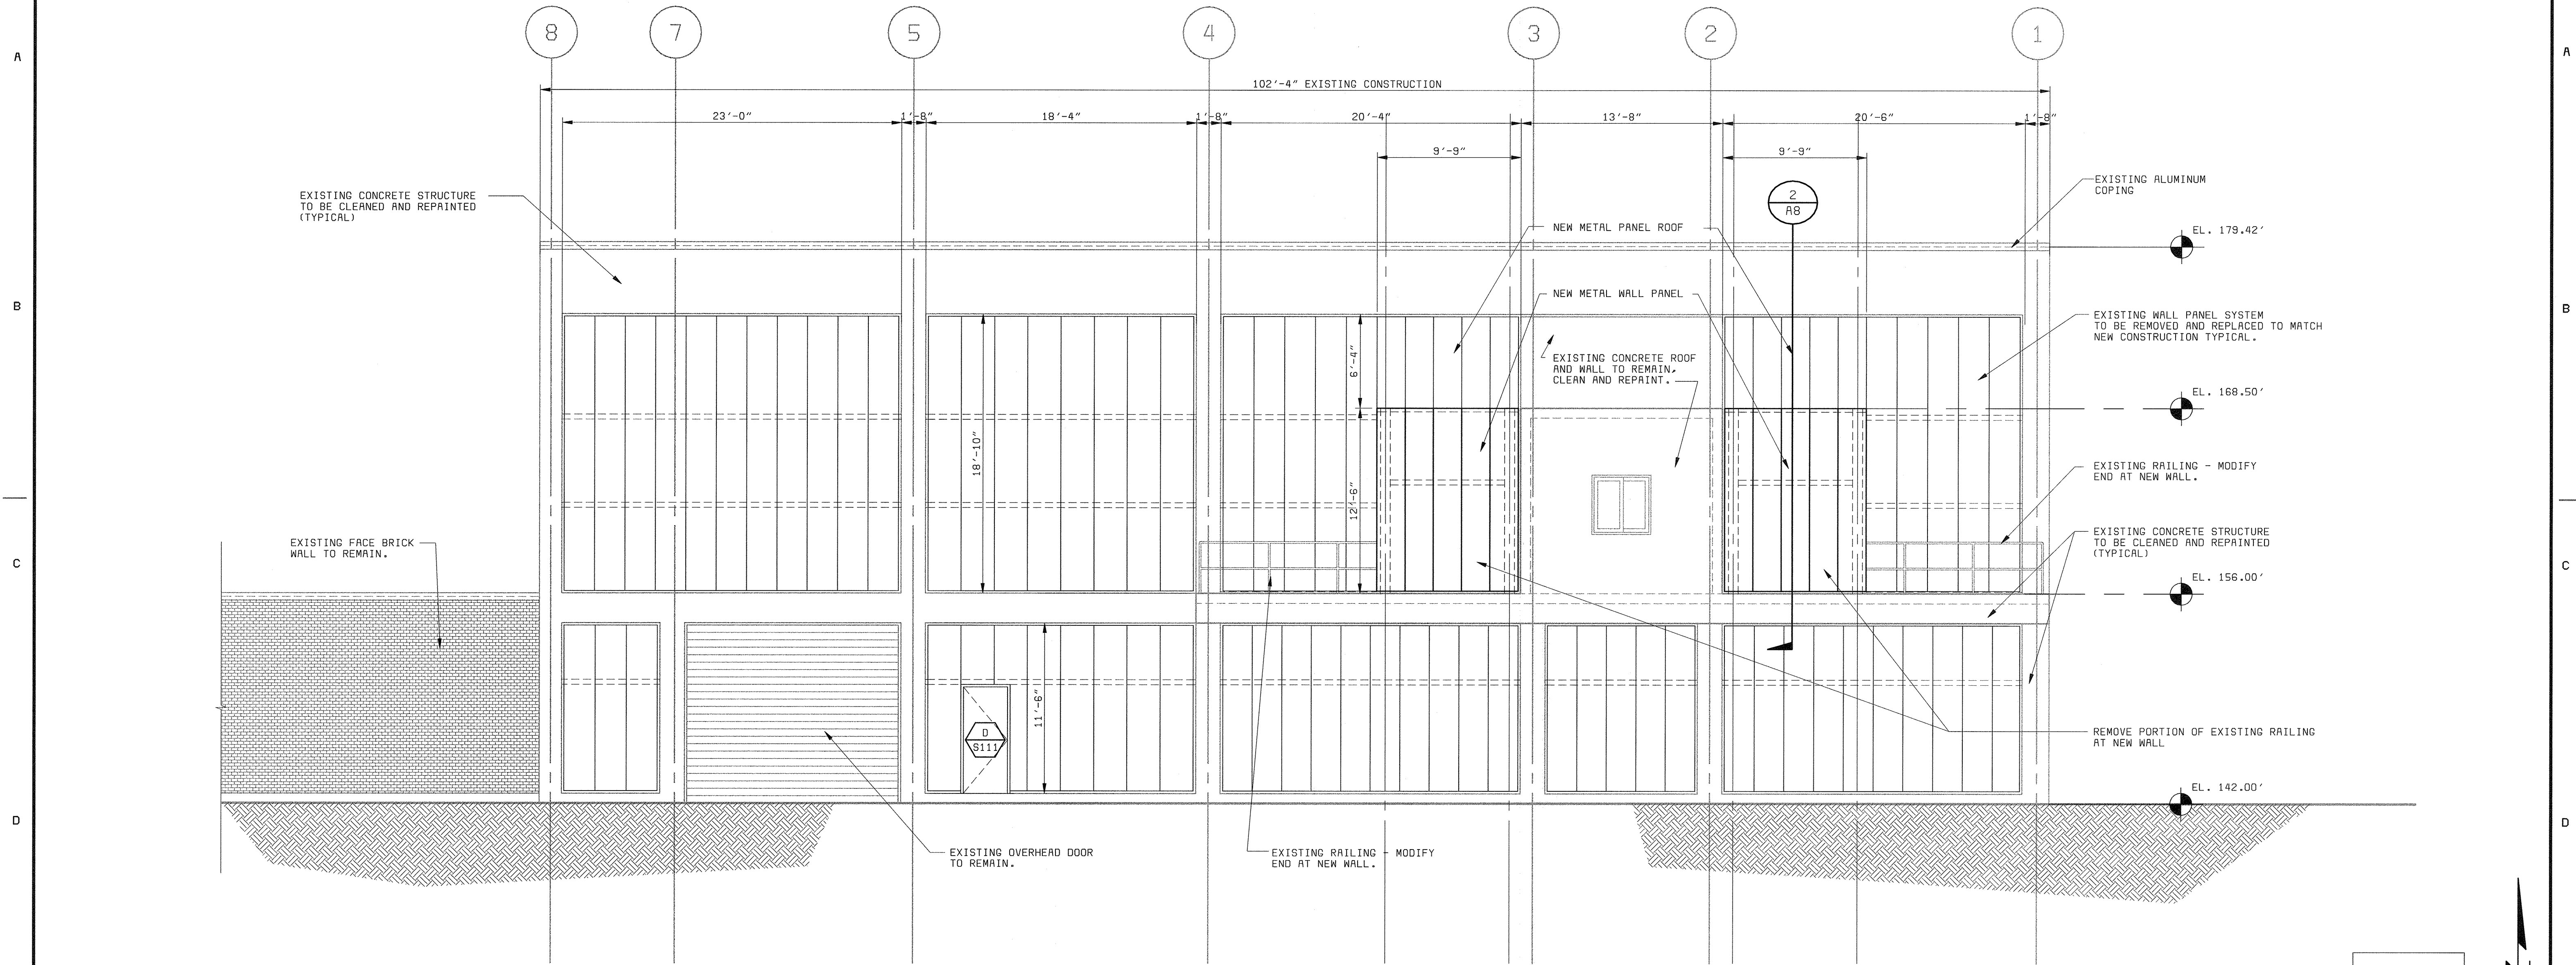 8 7 5 4 3 2 1
A A
102'-4" EXISTING CONSTRUCTION
23'-0" 1'-8" 18'-4" 1'-8" 20'-4" 13'-8" 20'-6" 1'-8"
9'-9" 9'-9"
EXISTING CONCRETE STRUCTURE
TO BE CLEANED AND REPAINTED
(TYPICAL)
2
A8
EXISTING ALUMINUM
COPING
NEW METAL PANEL ROOF
EL. 179.42'
B B
NEW METAL WALL PANEL
EXISTING WALL PANEL SYSTEM
TO BE REMOVED AND REPLACED TO MATCH
NEW CONSTRUCTION TYPICAL.
6'-4"
EXISTING CONCRETE ROOF
AND WALL TO REMAIN,
CLEAN AND REPAINT.
EL. 168.50'
18'-10"
12'-6"
EXISTING RAILING - MODIFY
END AT NEW WALL.
EXISTING FACE BRICK
WALL TO REMAIN.
EXISTING CONCRETE STRUCTURE
TO BE CLEANED AND REPAINTED
(TYPICAL)
C C
EL. 156.00'
11'-6"
D
S111
REMOVE PORTION OF EXISTING RAILING
AT NEW WALL
EL. 142.00'
D D
EXISTING OVERHEAD DOOR
TO REMAIN.
EXISTING RAILING - MODIFY
END AT NEW WALL.